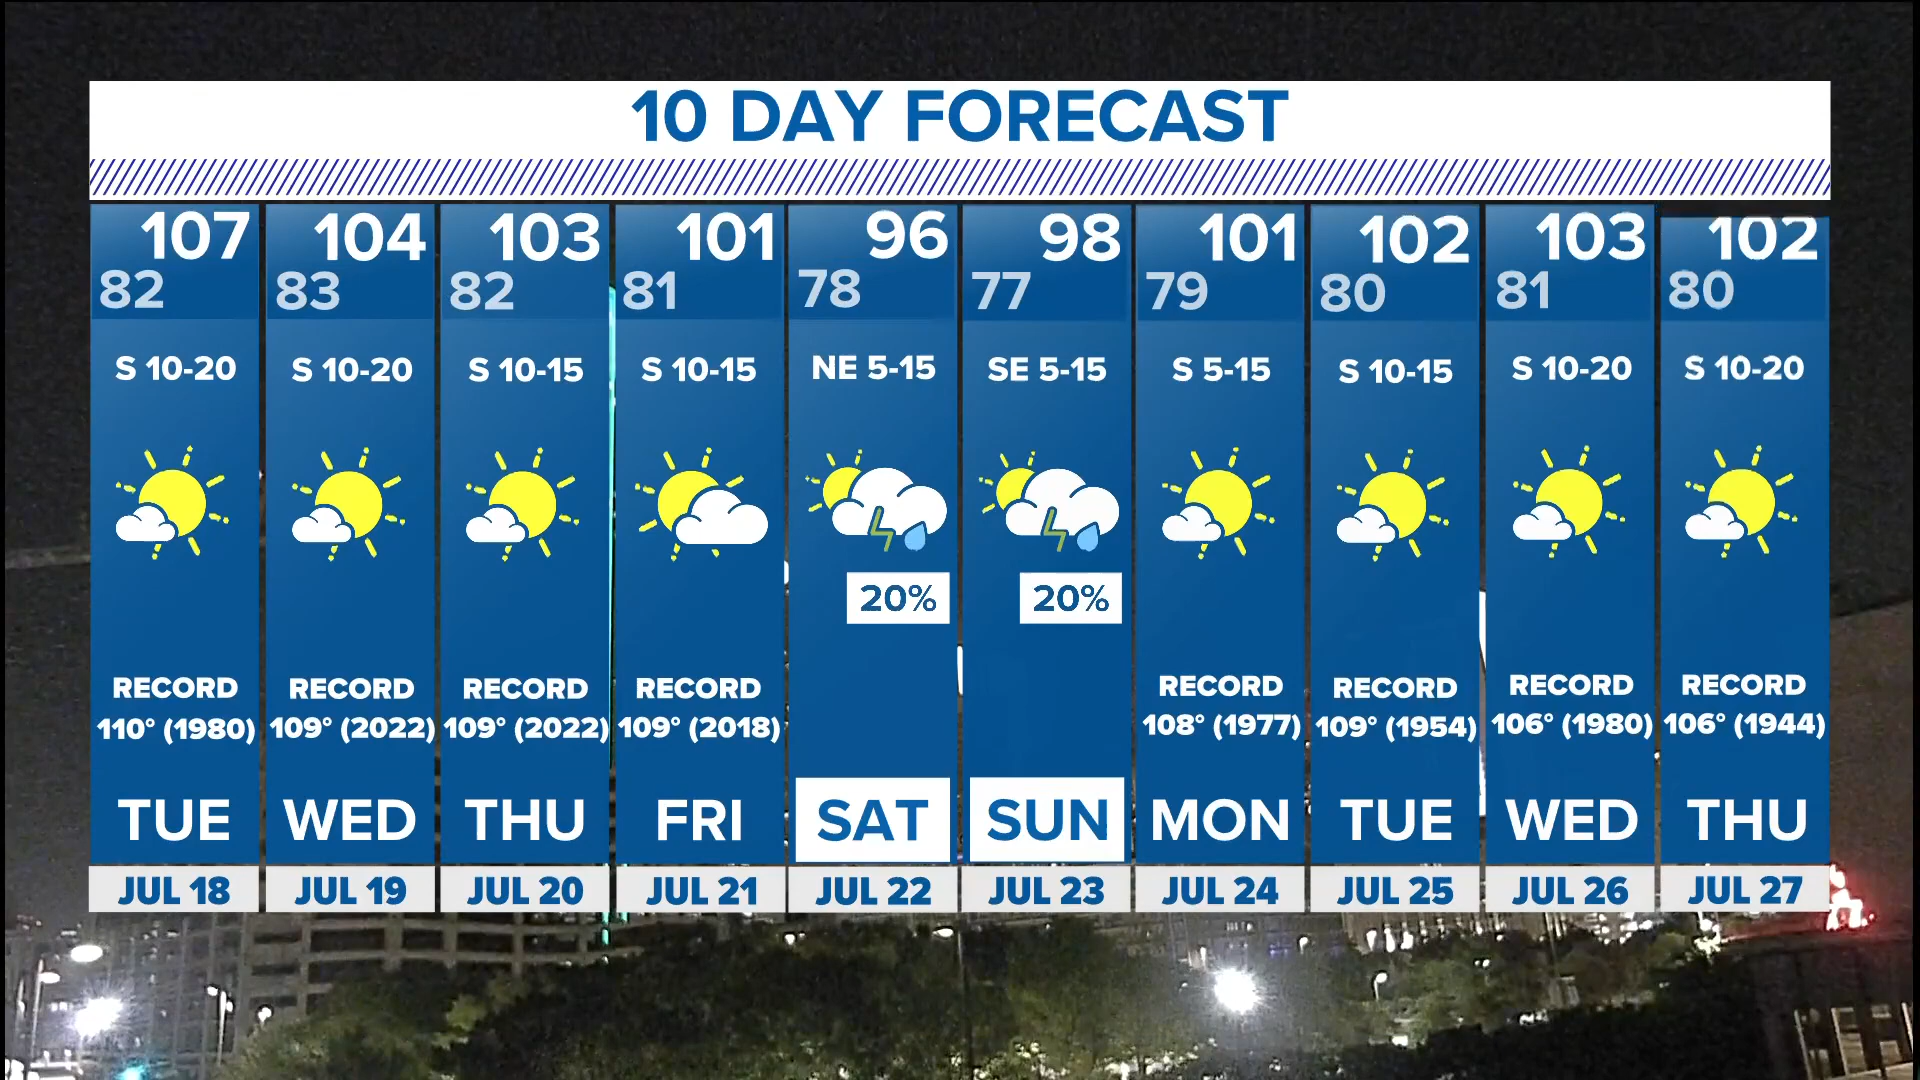 10 DAY FORECAST
107 104 103 101 96 98 101 102 103 102
82 83 82 81 78 77 79 80 81 80
S 10-20 S 10-20 S 10-15 S 10-15 NE 5-15 SE 5-15 S 5-15 S 10-15 S 10-20 S 10-20
20% 20%
RECORD RECORD RECORD RECORD RECORD RECORD RECORD RECORD
110° (1980) 109° (2022) 109° (2022) 109° (2018) 108° (1977) 109° (1954) 106° (1980) 106° (1944)
TUE WED THU FRI SAT SUN MON TUE WED THU
JUL 18 JUL 19 JUL 20 JUL 21 JUL 22 JUL 23 JUL 24 JUL 25 JUL 26 JUL 27